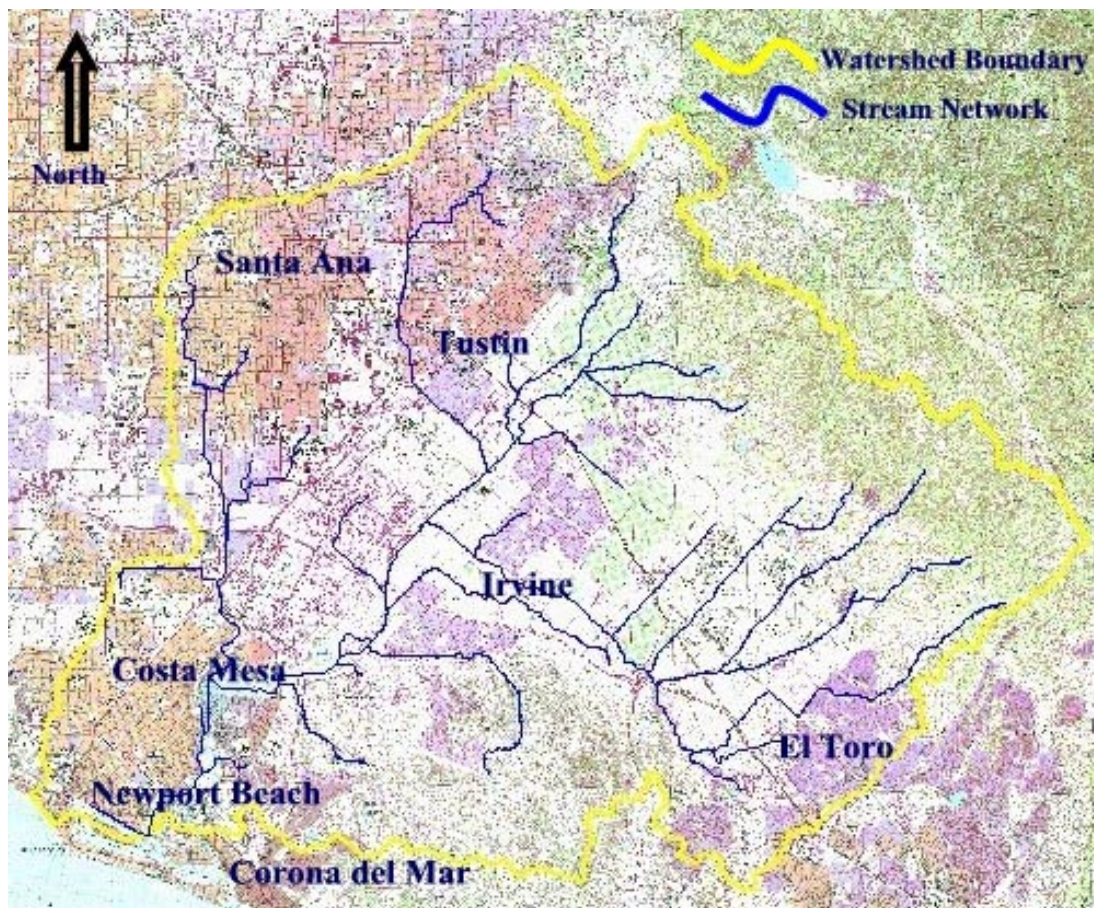 Watershed Boundary
Stream Network
North
Santa Ana
Tustin
Irvine
Costa Mesa
El Toro
Newport Beach
Corona del Mar